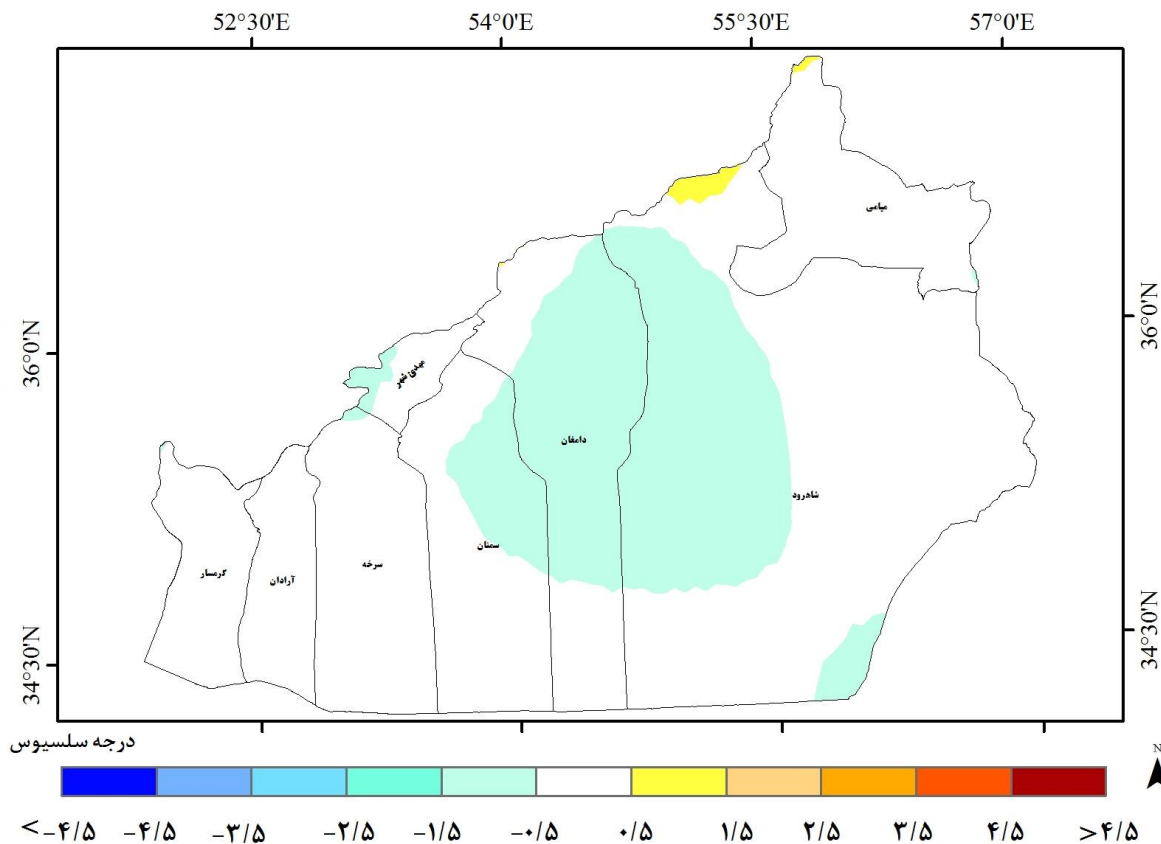 52°30'E 54°0'E 55°30'E 57°0'E
میامی
36°0'N 36°0'N
مهدی شهر
دامغان
شاهرود
سمنان
سرخه
گرمسار آرادان
34°30'N 34°30'N
درجه سلسیوس
N
< -۴/۵ -۴/۵ -۳/۵ -۲/۵ -۱/۵ -۰/۵ ۰/۵ ۱/۵ ۲/۵ ۳/۵ ۴/۵ >۴/۵